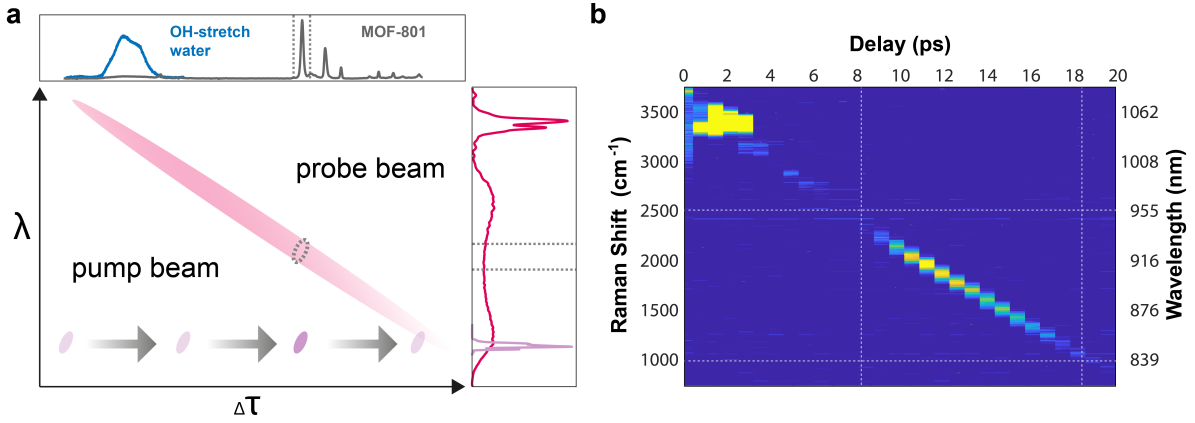 a
OH-stretch
water
MOF-801
λ
probe beam
pump beam
Δτ
b
Delay (ps)
0 2 4 6 8 10 12 14 16 18 20
Raman Shift (cm⁻¹)
3500
3000
2500
2000
1500
1000
1062
1008
955
916
876
839
Wavelength (nm)